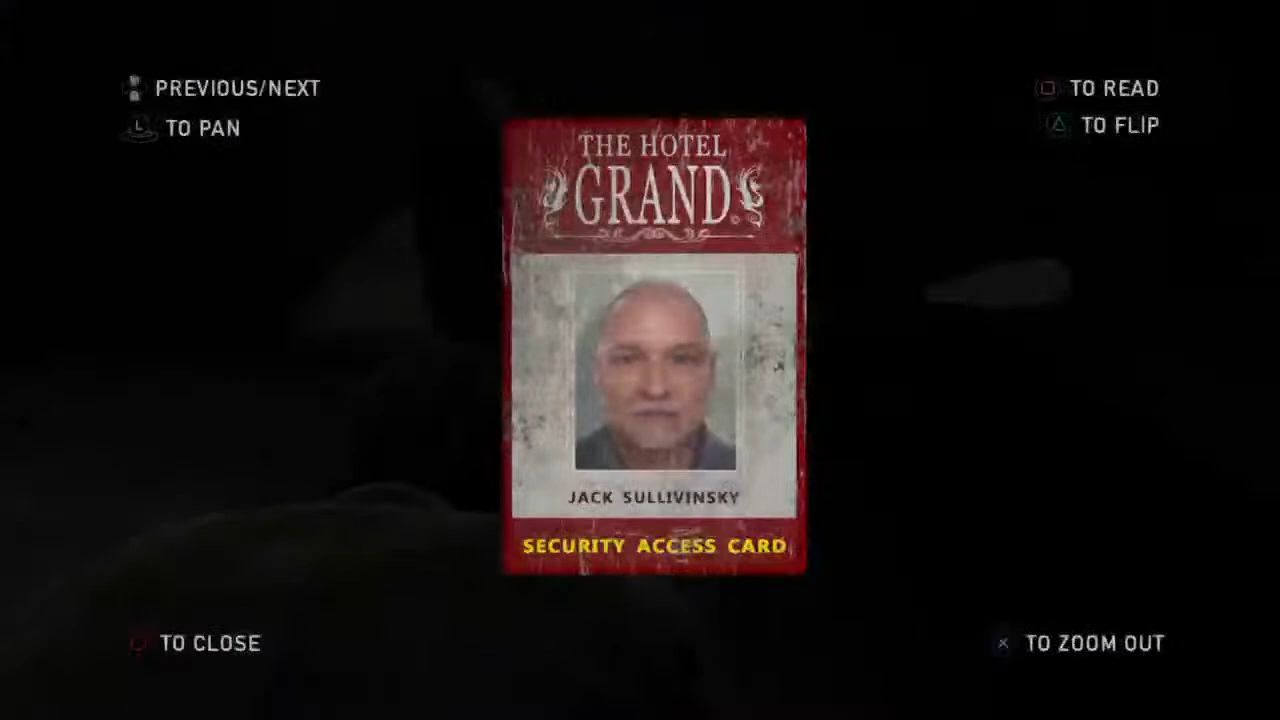 PREVIOUS/NEXT
TO PAN
TO READ
TO FLIP
THE HOTEL
GRAND
JACK SULLIVINSKY
SECURITY ACCESS CARD
TO CLOSE
TO ZOOM OUT